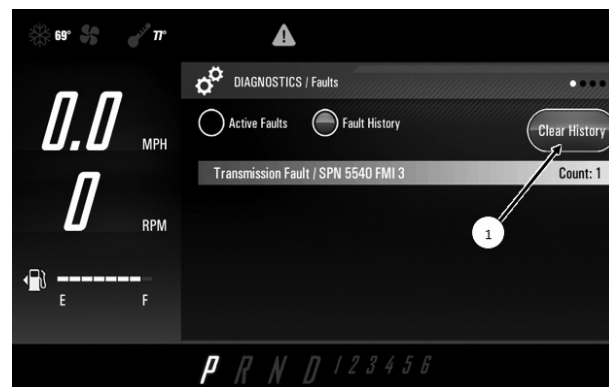 69° 77°
DIAGNOSTICS / Faults
Active Faults Fault History Clear History
0.0 MPH
Transmission Fault / SPN 5540 FMI 3 Count: 1
0 RPM
1
E F
P R N D 1 2 3 4 5 6